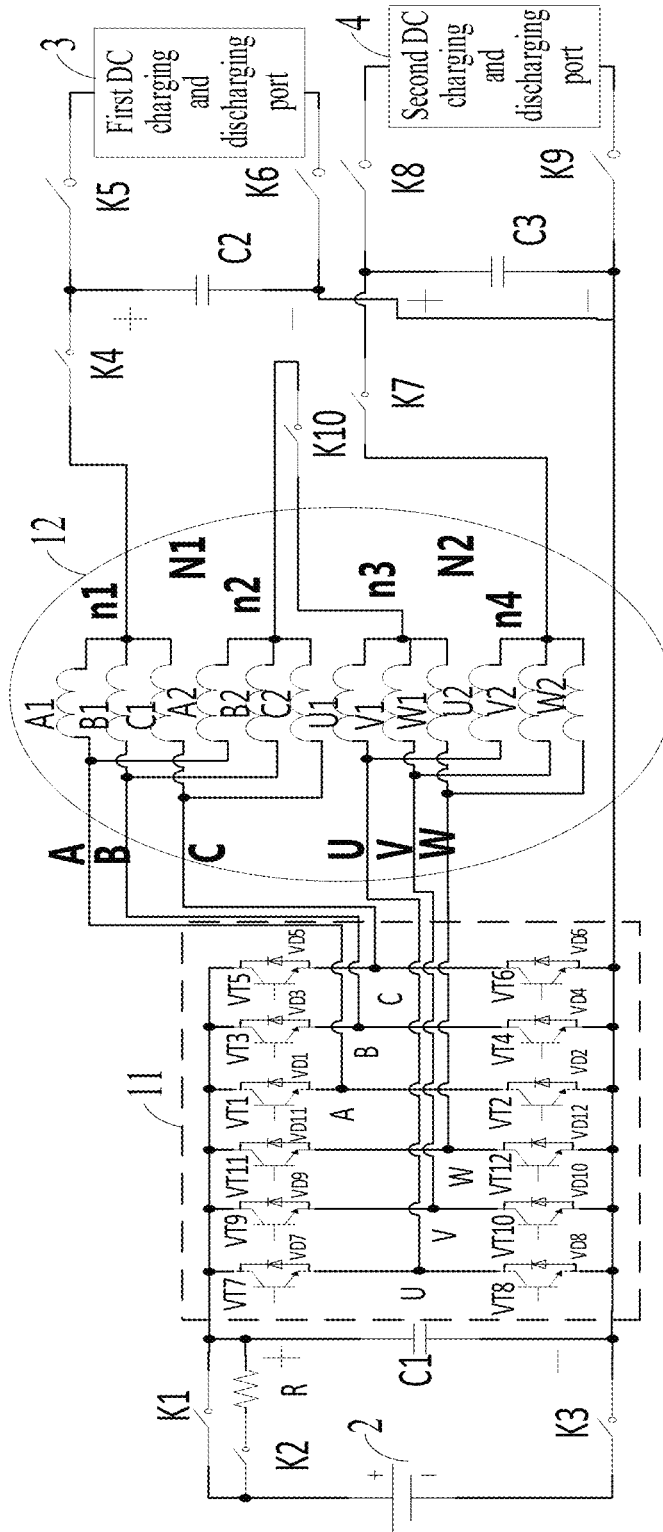 K1
K2
R
2
+
−
K3
C1
+
−
11
VT7
VD7
VT9
VD9
VT11
VD11
VT1
VD1
VT3
VD3
VT5
VD5
U
V
W
A
B
C
VT8
VD8
VT10
VD10
VT12
VD12
VT2
VD2
VT4
VD4
VT6
VD6
A
B
C
U
V
W
12
A1
B1
C1
A2
B2
C2
U1
V1
W1
U2
V2
W2
n1
N1
n2
n3
N2
n4
K4
K10
K7
+
C2
−
+
C3
−
K5
K6
K8
K9
3
First DC
charging
and
discharging
port
4
Second DC
charging
and
discharging
port